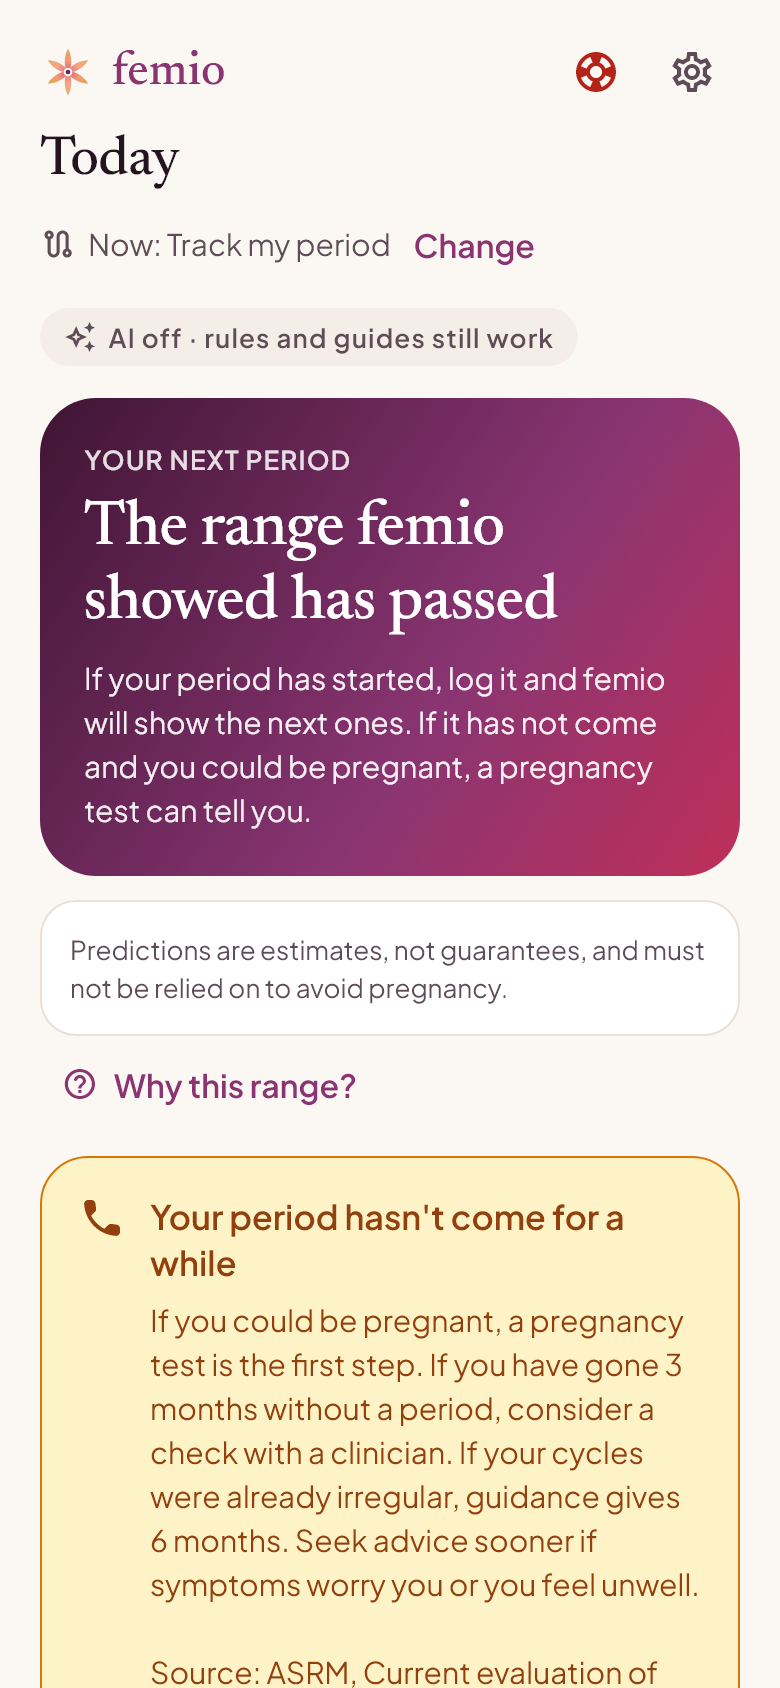 femio
Today
Now: Track my period Change
AI off · rules and guides still work
YOUR NEXT PERIOD
The range femio
showed has passed
If your period has started, log it and femio
will show the next ones. If it has not come
and you could be pregnant, a pregnancy
test can tell you.
Predictions are estimates, not guarantees, and must
not be relied on to avoid pregnancy.
Why this range?
Your period hasn't come for a
while
If you could be pregnant, a pregnancy
test is the first step. If you have gone 3
months without a period, consider a
check with a clinician. If your cycles
were already irregular, guidance gives
6 months. Seek advice sooner if
symptoms worry you or you feel unwell.
Source: ASRM, Current evaluation of